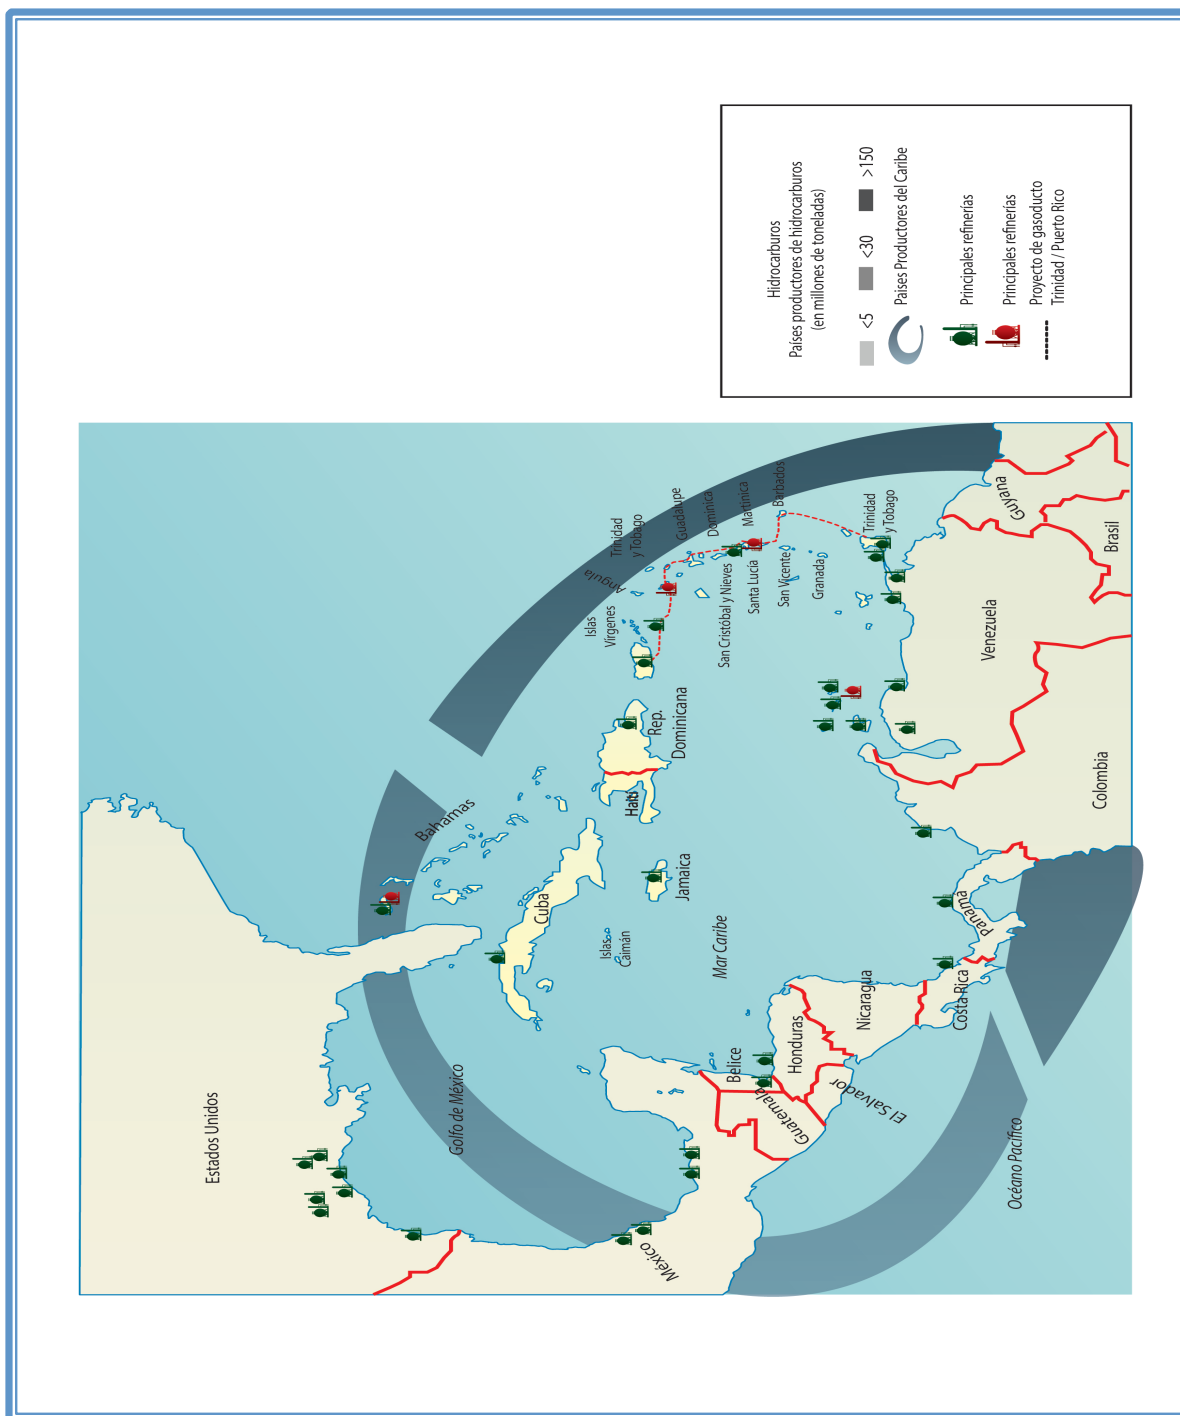 Hidrocarburos
Países productores de hidrocarburos
(en millones de toneladas)
<5
<30
>150
Países Productores del Caribe
Principales refinerías
Principales refinerías
Proyecto de gasoducto
Trinidad / Puerto Rico
Estados Unidos
Golfo de México
México
Bahamas
Cuba
Islas
Caimán
Jamaica
Haití
Rep.
Dominicana
Islas
Vírgenes
Anguila
Trinidad
y Tobago
Guadalupe
Dominica
Martinica
Barbados
San Cristóbal y Nieves
Santa Lucía
San Vicente
Granada
Trinidad
y Tobago
Mar Caribe
Belice
Guatemala
Honduras
El Salvador
Nicaragua
Costa Rica
Panama
Océano Pacífico
Colombia
Venezuela
Guyana
Brasil